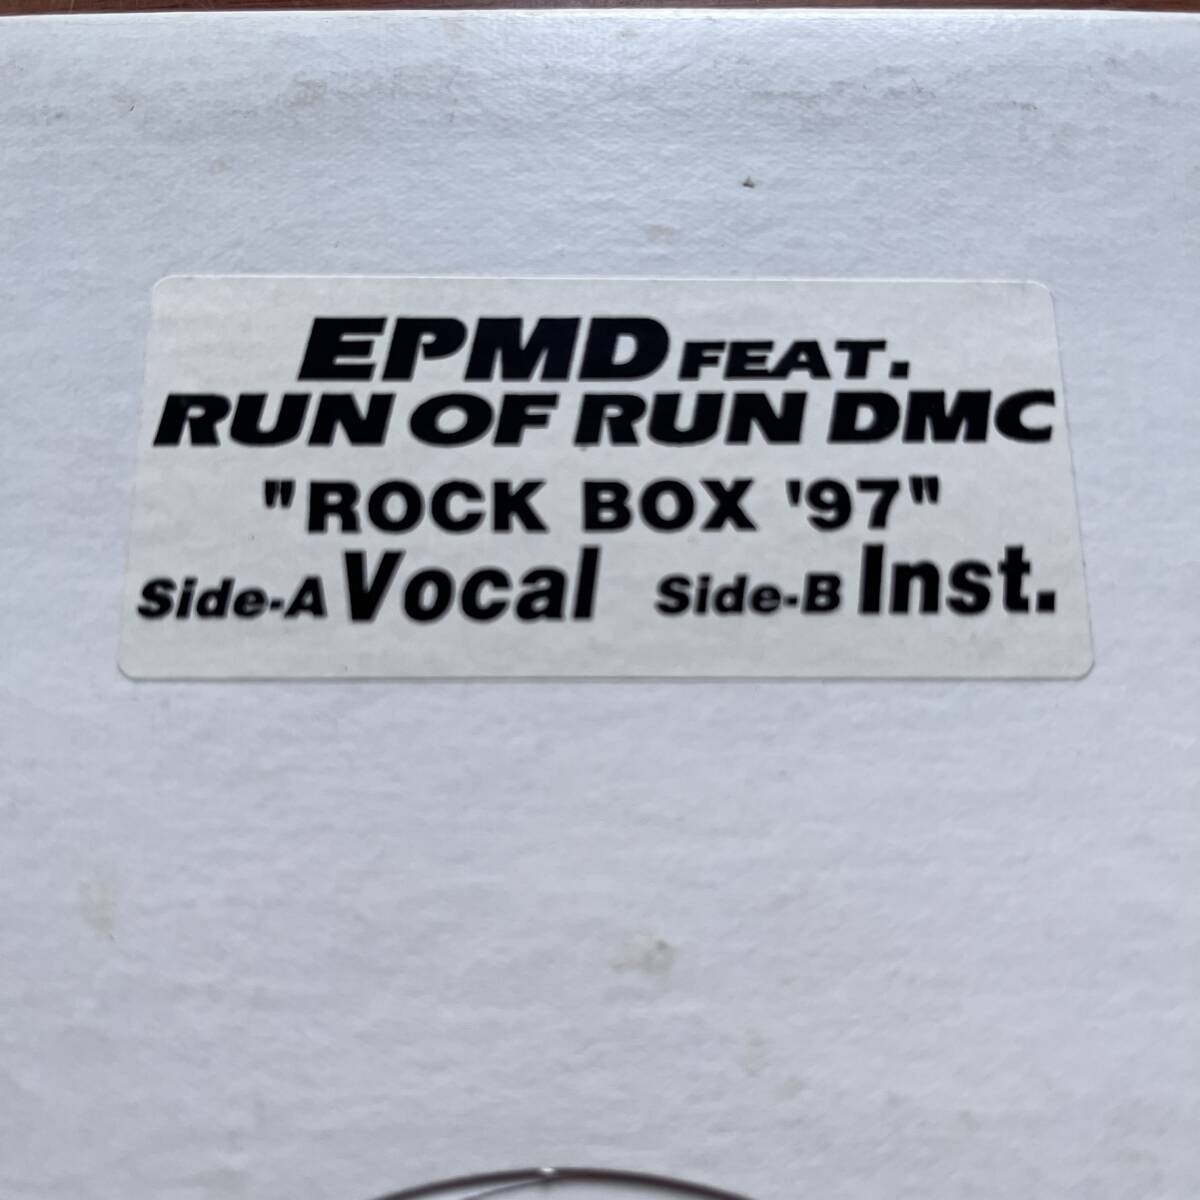 EPMD FEAT.
RUN OF RUN DMC
"ROCK BOX '97"
Side-A Vocal Side-B Inst.